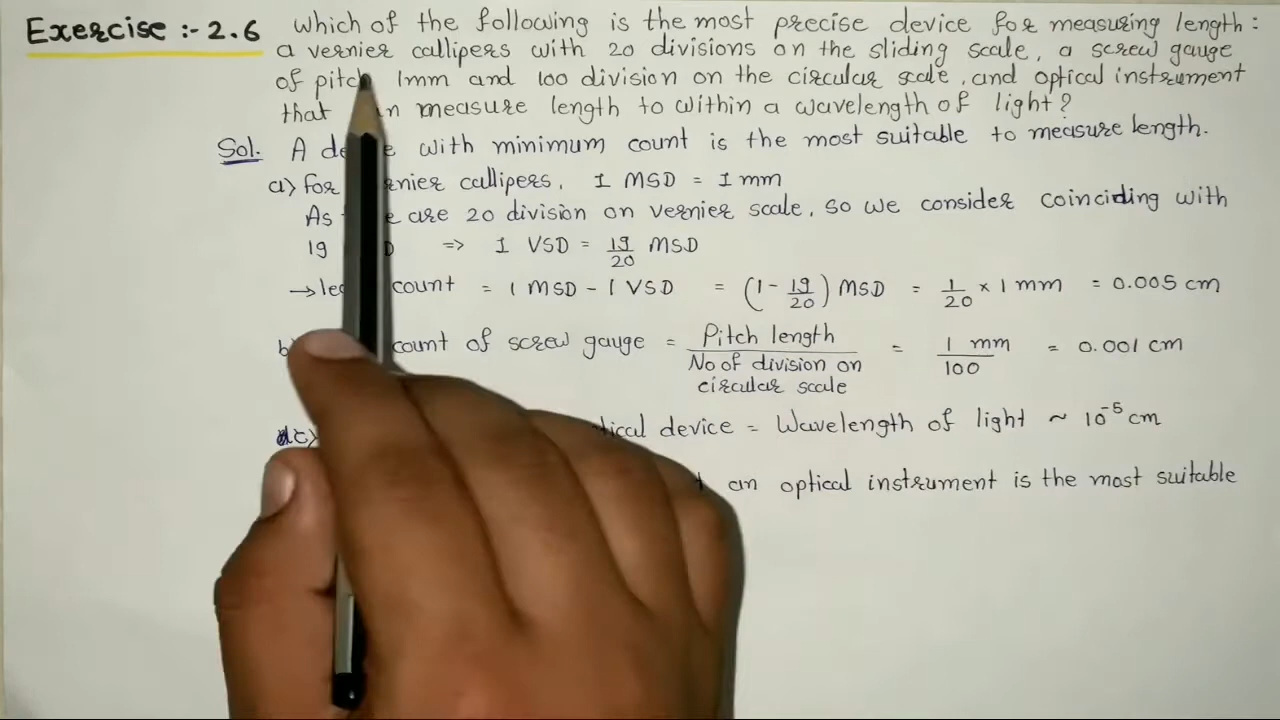 Exercise :- 2.6 Which of the following is the most precise device for measuring length :
a vernier callipers with 20 divisions on the sliding scale, a screw gauge
of pitch 1mm and 100 division on the circular scale, and optical instrument
that n measure length to within a wavelength of light ?
Sol. A de e with minimum count is the most suitable to measure length.
a) for rnier callipers, 1 MSD = 1 mm
As e are 20 division on vernier scale, so we consider coinciding with
19 D => 1 VSD = 19/20 MSD
→ le count = 1 MSD - 1 VSD = (1 - 19/20) MSD = 1/20 × 1 mm = 0.005 cm
b) count of screw gauge = Pitch length / No of division on circular scale = 1 mm / 100 = 0.001 cm
c) tical device = Wavelength of light ~ 10⁻⁵ cm
t an optical instrument is the most suitable